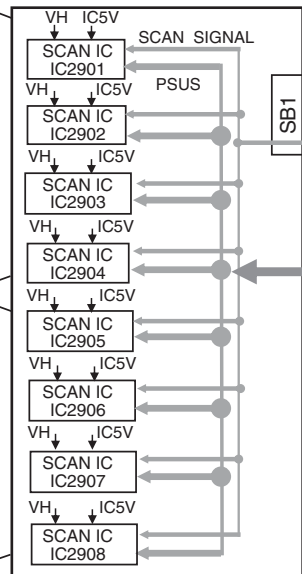 VH IC5V
SCAN SIGNAL
SCAN IC
IC2901
PSUS
VH IC5V
SCAN IC
IC2902
SB1
VH IC5V
SCAN IC
IC2903
VH IC5V
SCAN IC
IC2904
VH IC5V
SCAN IC
IC2905
VH IC5V
SCAN IC
IC2906
VH IC5V
SCAN IC
IC2907
VH IC5V
SCAN IC
IC2908